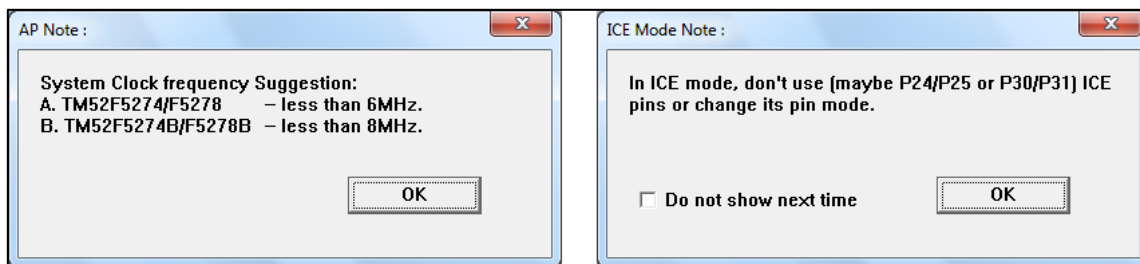 AP Note :
System Clock frequency Suggestion:
A. TM52F5274/F5278 – less than 6MHz.
B. TM52F5274B/F5278B – less than 8MHz.
OK
ICE Mode Note :
In ICE mode, don't use (maybe P24/P25 or P30/P31) ICE
pins or change its pin mode.
Do not show next time
OK